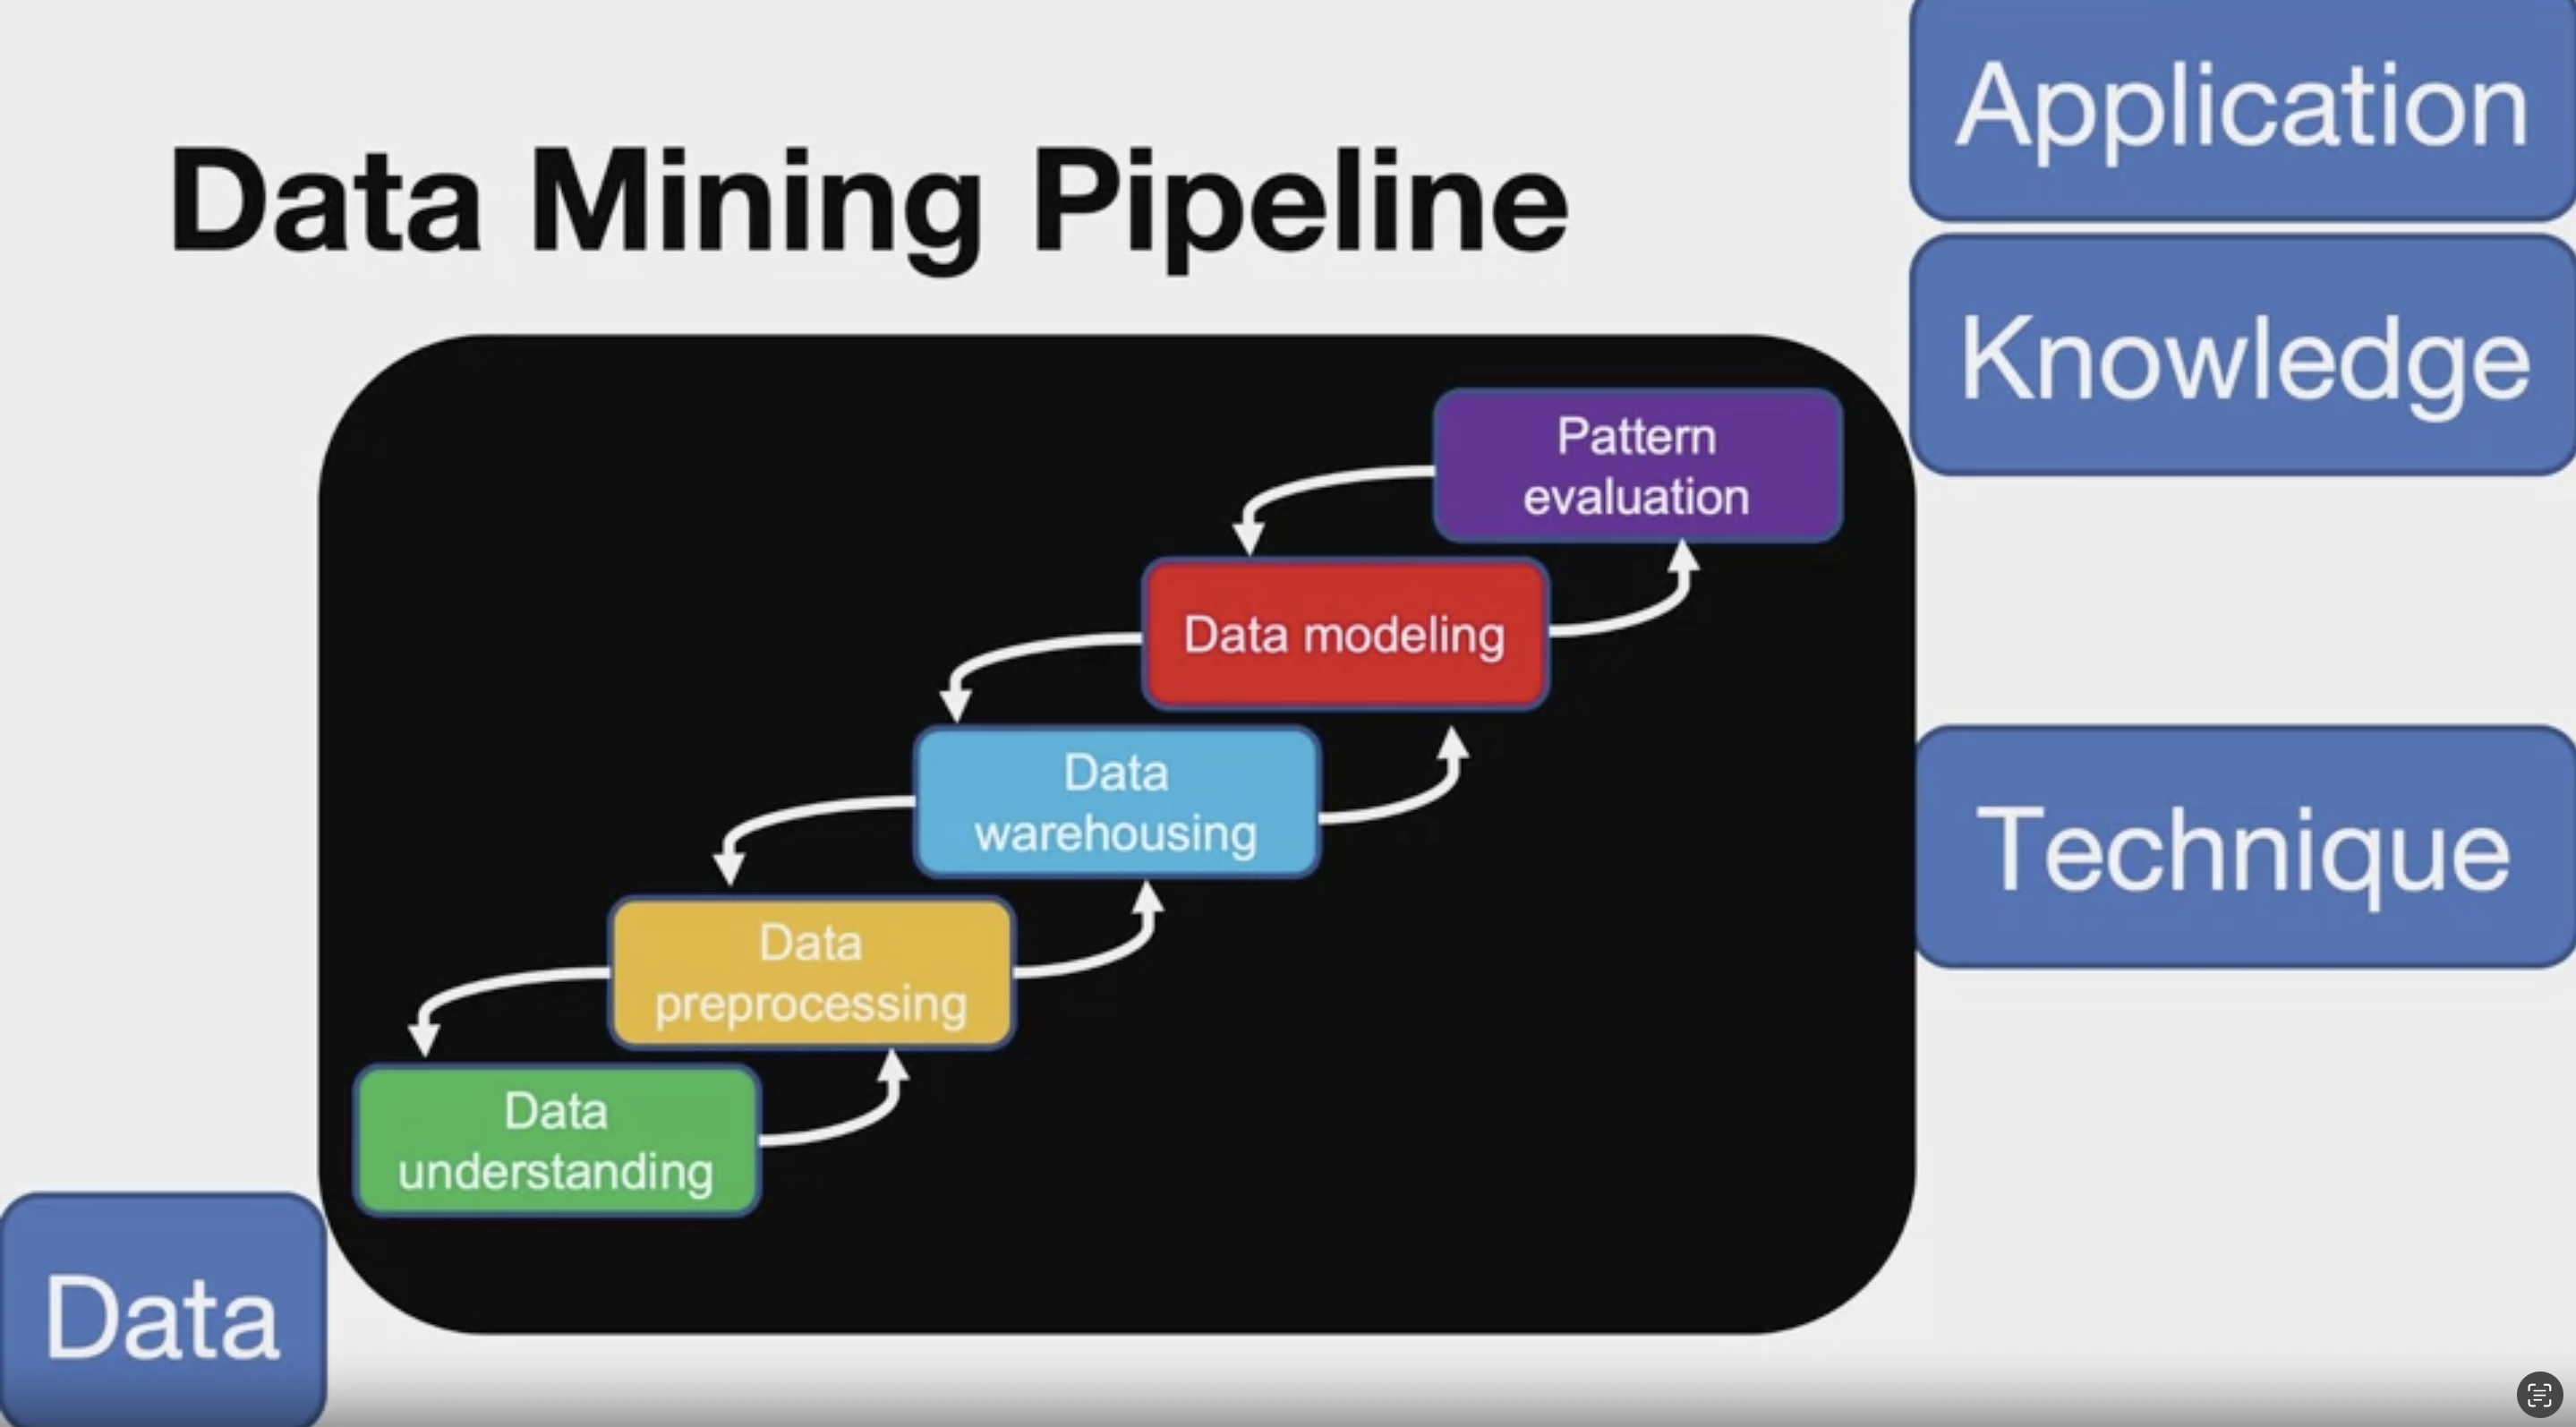 Application
Data Mining Pipeline
Knowledge
Pattern
evaluation
Data modeling
Data
warehousing
Technique
Data
preprocessing
Data
understanding
Data